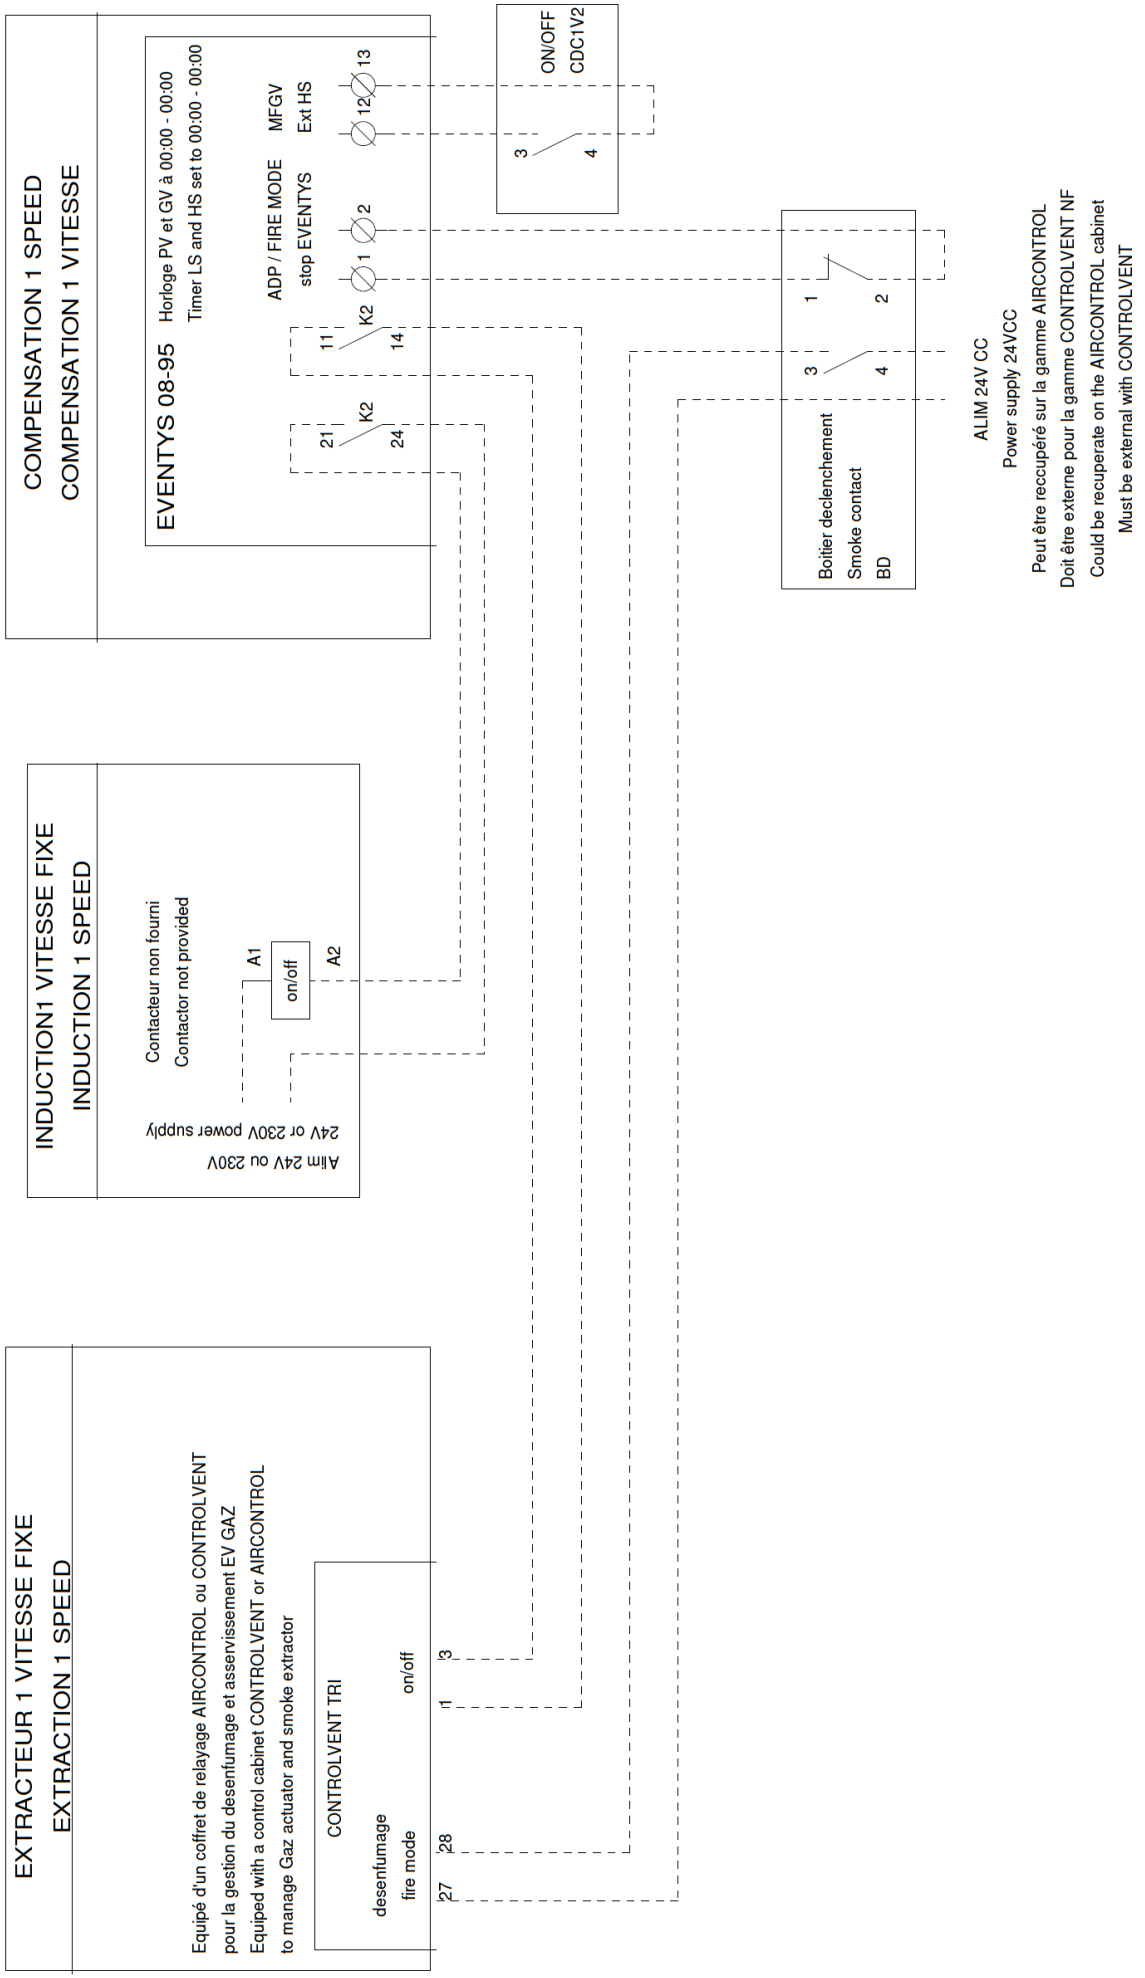 EXTRACTEUR 1 VITESSE FIXE
EXTRACTION 1 SPEED
Equipé d'un coffret de relayage AIRCONTROL ou CONTROLVENT
pour la gestion du desenfumage et asservissement EV GAZ
Equiped with a control cabinet CONTROLVENT or AIRCONTROL
to manage Gaz actuator and smoke extractor
CONTROLVENT TRI
desenfumage
fire mode
on/off
27
28
1
3
INDUCTION1 VITESSE FIXE
INDUCTION 1 SPEED
Contacteur non fourni
Contactor not provided
A1
on/off
A2
Alim 24V ou 230V
24V or 230V power supply
COMPENSATION 1 SPEED
COMPENSATION 1 VITESSE
EVENTYS 08-95
Horloge PV et GV à 00:00 - 00:00
Timer LS and HS set to 00:00 - 00:00
ADP / FIRE MODE
stop EVENTYS
MFGV
Ext HS
21
K2
24
11
K2
14
1
2
12
13
ON/OFF
CDC1V2
3
4
Boitier declenchement
Smoke contact
BD
3
4
1
2
ALIM 24V CC
Power supply 24VCC
Peut être reccupéré sur la gamme AIRCONTROL
Doit être externe pour la gamme CONTROLVENT NF
Could be recuperate on the AIRCONTROL cabinet
Must be external with CONTROLVENT